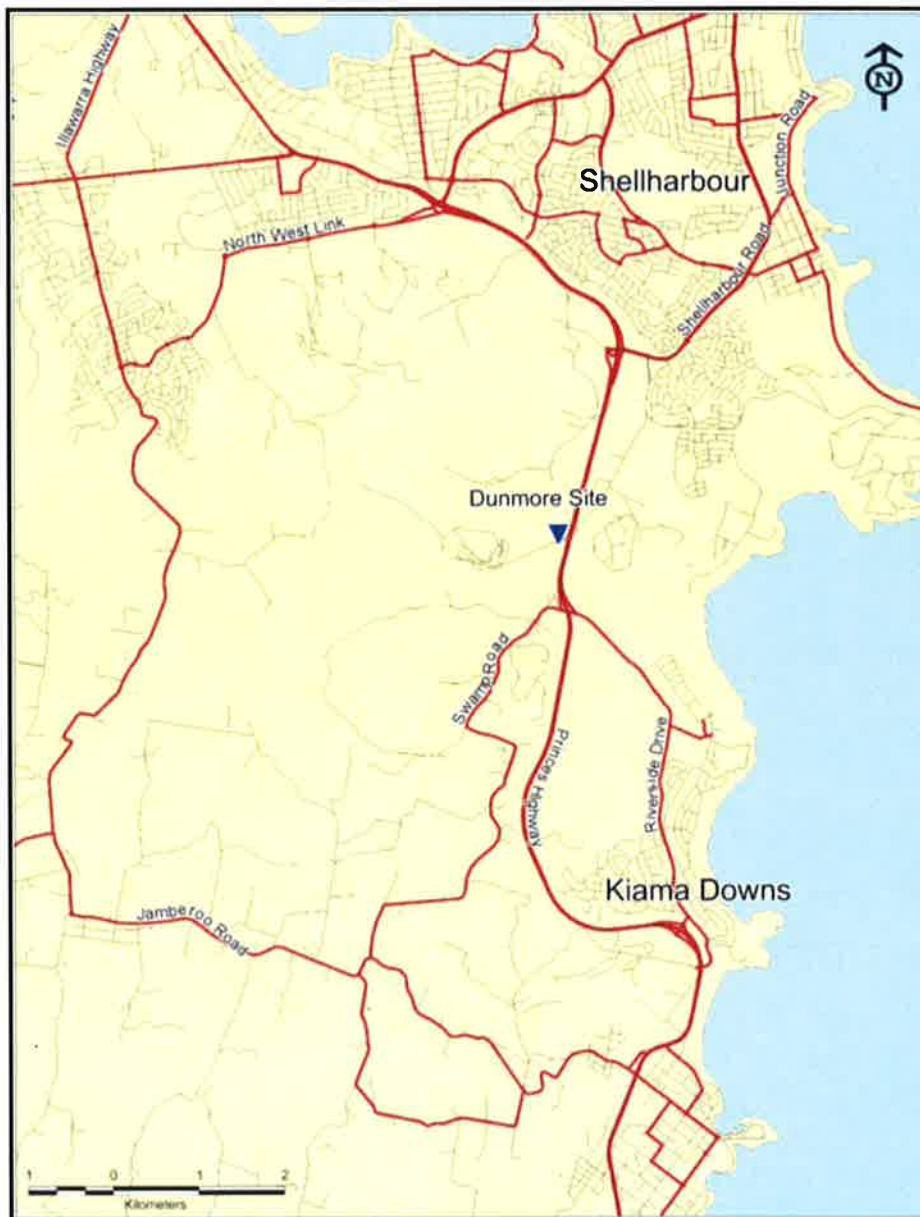 Illawarra Highway
N
Junction Road
Shellharbour
North West Link
Shellharbour Road
Dunmore Site
Swamp Road
Princes Highway
Riverside Drive
Kiama Downs
Jamberoo Road
1 0 1 2
Kilometers